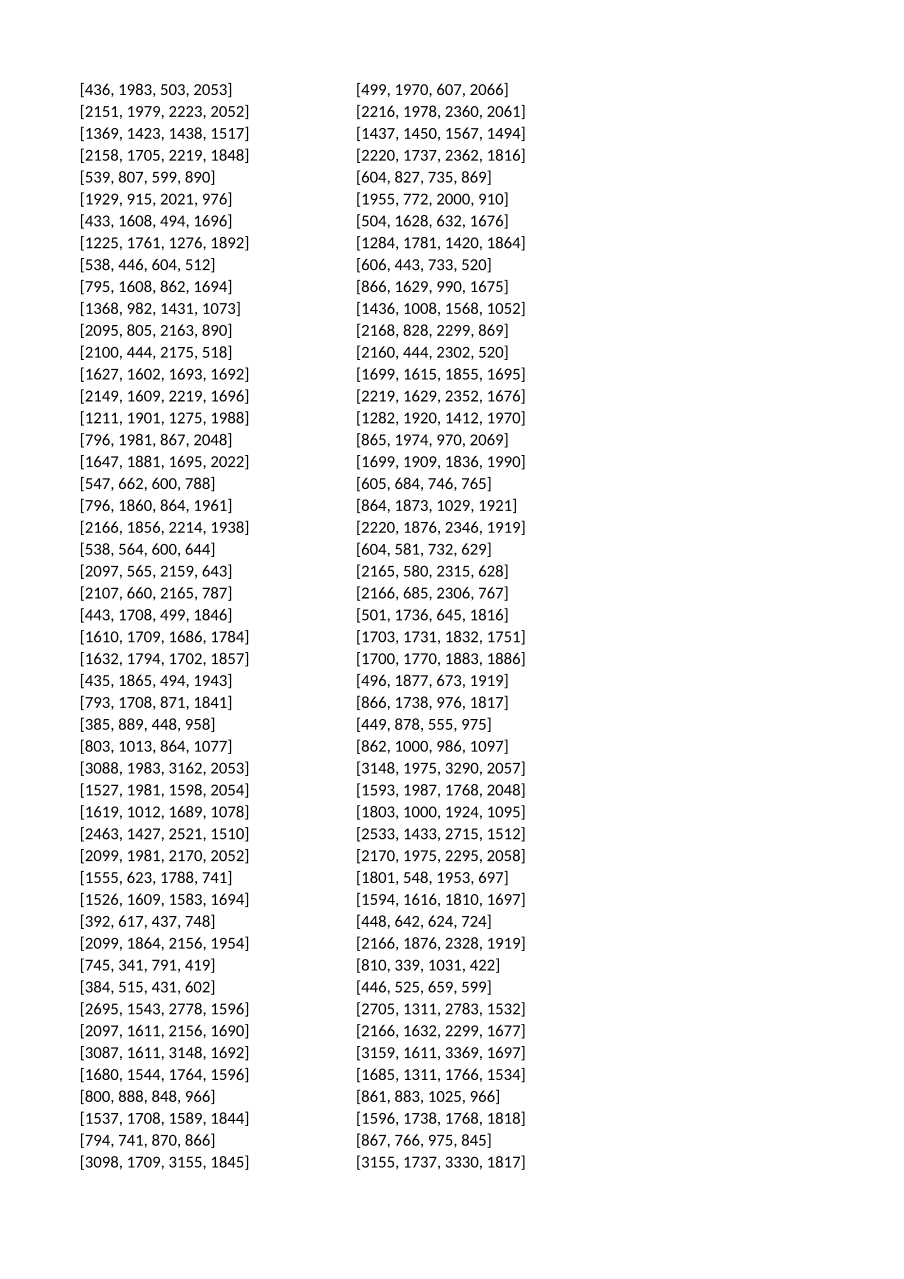 [436, 1983, 503, 2053] [499, 1970, 607, 2066]
[2151, 1979, 2223, 2052] [2216, 1978, 2360, 2061]
[1369, 1423, 1438, 1517] [1437, 1450, 1567, 1494]
[2158, 1705, 2219, 1848] [2220, 1737, 2362, 1816]
[539, 807, 599, 890] [604, 827, 735, 869]
[1929, 915, 2021, 976] [1955, 772, 2000, 910]
[433, 1608, 494, 1696] [504, 1628, 632, 1676]
[1225, 1761, 1276, 1892] [1284, 1781, 1420, 1864]
[538, 446, 604, 512] [606, 443, 733, 520]
[795, 1608, 862, 1694] [866, 1629, 990, 1675]
[1368, 982, 1431, 1073] [1436, 1008, 1568, 1052]
[2095, 805, 2163, 890] [2168, 828, 2299, 869]
[2100, 444, 2175, 518] [2160, 444, 2302, 520]
[1627, 1602, 1693, 1692] [1699, 1615, 1855, 1695]
[2149, 1609, 2219, 1696] [2219, 1629, 2352, 1676]
[1211, 1901, 1275, 1988] [1282, 1920, 1412, 1970]
[796, 1981, 867, 2048] [865, 1974, 970, 2069]
[1647, 1881, 1695, 2022] [1699, 1909, 1836, 1990]
[547, 662, 600, 788] [605, 684, 746, 765]
[796, 1860, 864, 1961] [864, 1873, 1029, 1921]
[2166, 1856, 2214, 1938] [2220, 1876, 2346, 1919]
[538, 564, 600, 644] [604, 581, 732, 629]
[2097, 565, 2159, 643] [2165, 580, 2315, 628]
[2107, 660, 2165, 787] [2166, 685, 2306, 767]
[443, 1708, 499, 1846] [501, 1736, 645, 1816]
[1610, 1709, 1686, 1784] [1703, 1731, 1832, 1751]
[1632, 1794, 1702, 1857] [1700, 1770, 1883, 1886]
[435, 1865, 494, 1943] [496, 1877, 673, 1919]
[793, 1708, 871, 1841] [866, 1738, 976, 1817]
[385, 889, 448, 958] [449, 878, 555, 975]
[803, 1013, 864, 1077] [862, 1000, 986, 1097]
[3088, 1983, 3162, 2053] [3148, 1975, 3290, 2057]
[1527, 1981, 1598, 2054] [1593, 1987, 1768, 2048]
[1619, 1012, 1689, 1078] [1803, 1000, 1924, 1095]
[2463, 1427, 2521, 1510] [2533, 1433, 2715, 1512]
[2099, 1981, 2170, 2052] [2170, 1975, 2295, 2058]
[1555, 623, 1788, 741] [1801, 548, 1953, 697]
[1526, 1609, 1583, 1694] [1594, 1616, 1810, 1697]
[392, 617, 437, 748] [448, 642, 624, 724]
[2099, 1864, 2156, 1954] [2166, 1876, 2328, 1919]
[745, 341, 791, 419] [810, 339, 1031, 422]
[384, 515, 431, 602] [446, 525, 659, 599]
[2695, 1543, 2778, 1596] [2705, 1311, 2783, 1532]
[2097, 1611, 2156, 1690] [2166, 1632, 2299, 1677]
[3087, 1611, 3148, 1692] [3159, 1611, 3369, 1697]
[1680, 1544, 1764, 1596] [1685, 1311, 1766, 1534]
[800, 888, 848, 966] [861, 883, 1025, 966]
[1537, 1708, 1589, 1844] [1596, 1738, 1768, 1818]
[794, 741, 870, 866] [867, 766, 975, 845]
[3098, 1709, 3155, 1845] [3155, 1737, 3330, 1817]